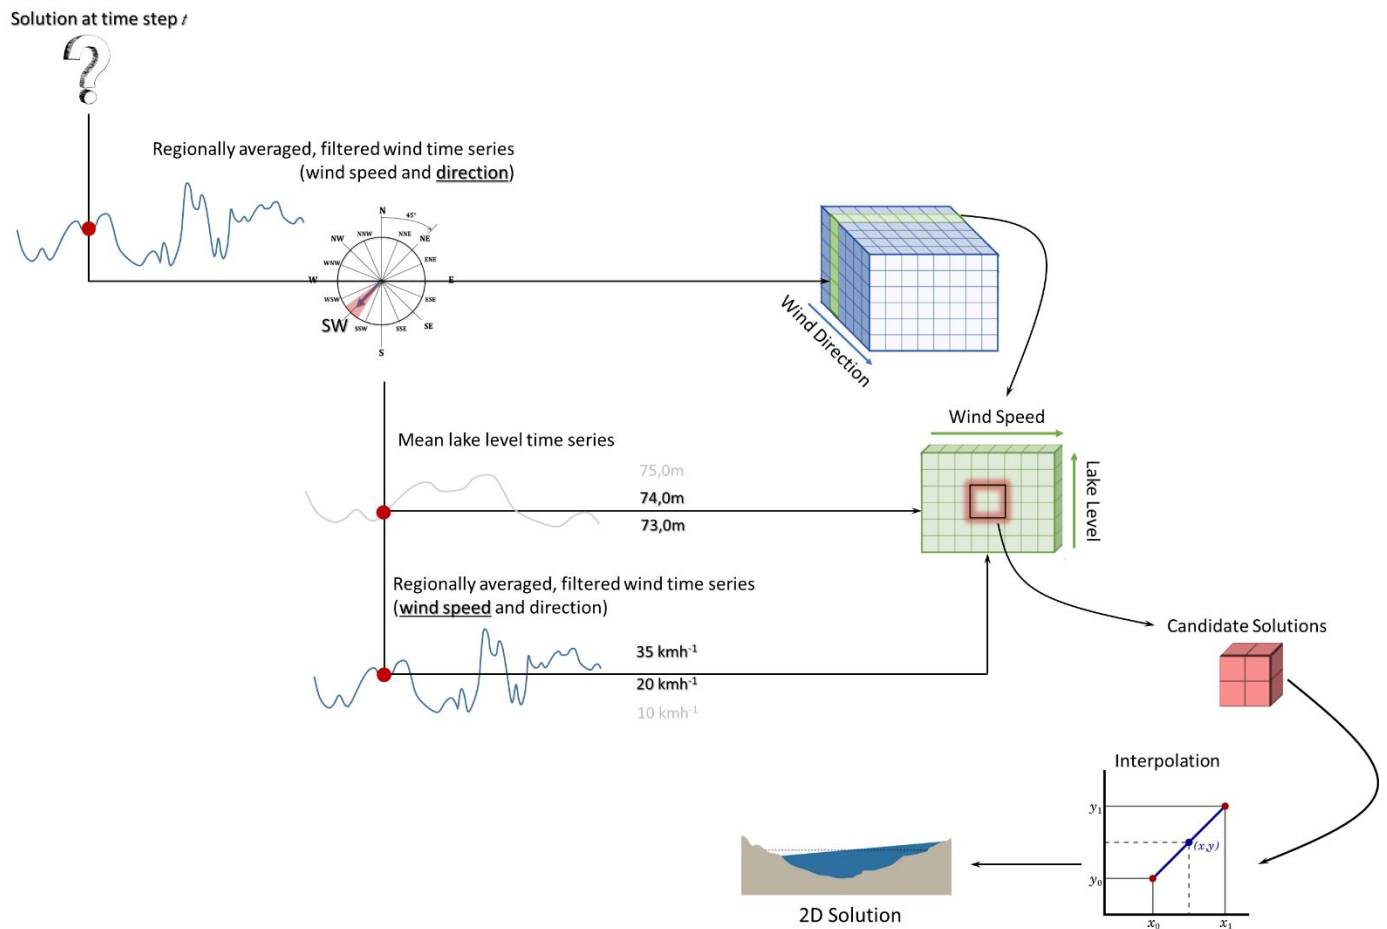 Solution at time step t
?
Regionally averaged, filtered wind time series
(wind speed and direction)
N
45°
NNW
NNE
NW
NE
WNW
ENE
W
E
WSW
ESE
SW
SSW
SSE
SE
S
Wind Direction
Wind Speed
Lake Level
Mean lake level time series
75,0m
74,0m
73,0m
Regionally averaged, filtered wind time series
(wind speed and direction)
35 kmh-1
20 kmh-1
10 kmh-1
Candidate Solutions
Interpolation
y1
(x,y)
y0
x0
x1
2D Solution